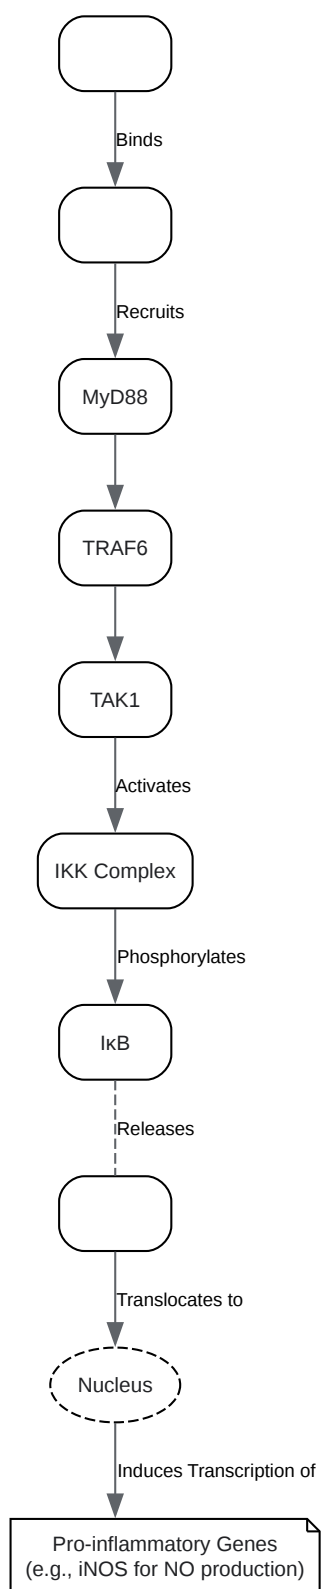 Binds
Recruits
MyD88
TRAF6
TAK1
Activates
IKK Complex
Phosphorylates
IκB
Releases
Translocates to
Nucleus
Induces Transcription of
Pro-inflammatory Genes
(e.g., iNOS for NO production)